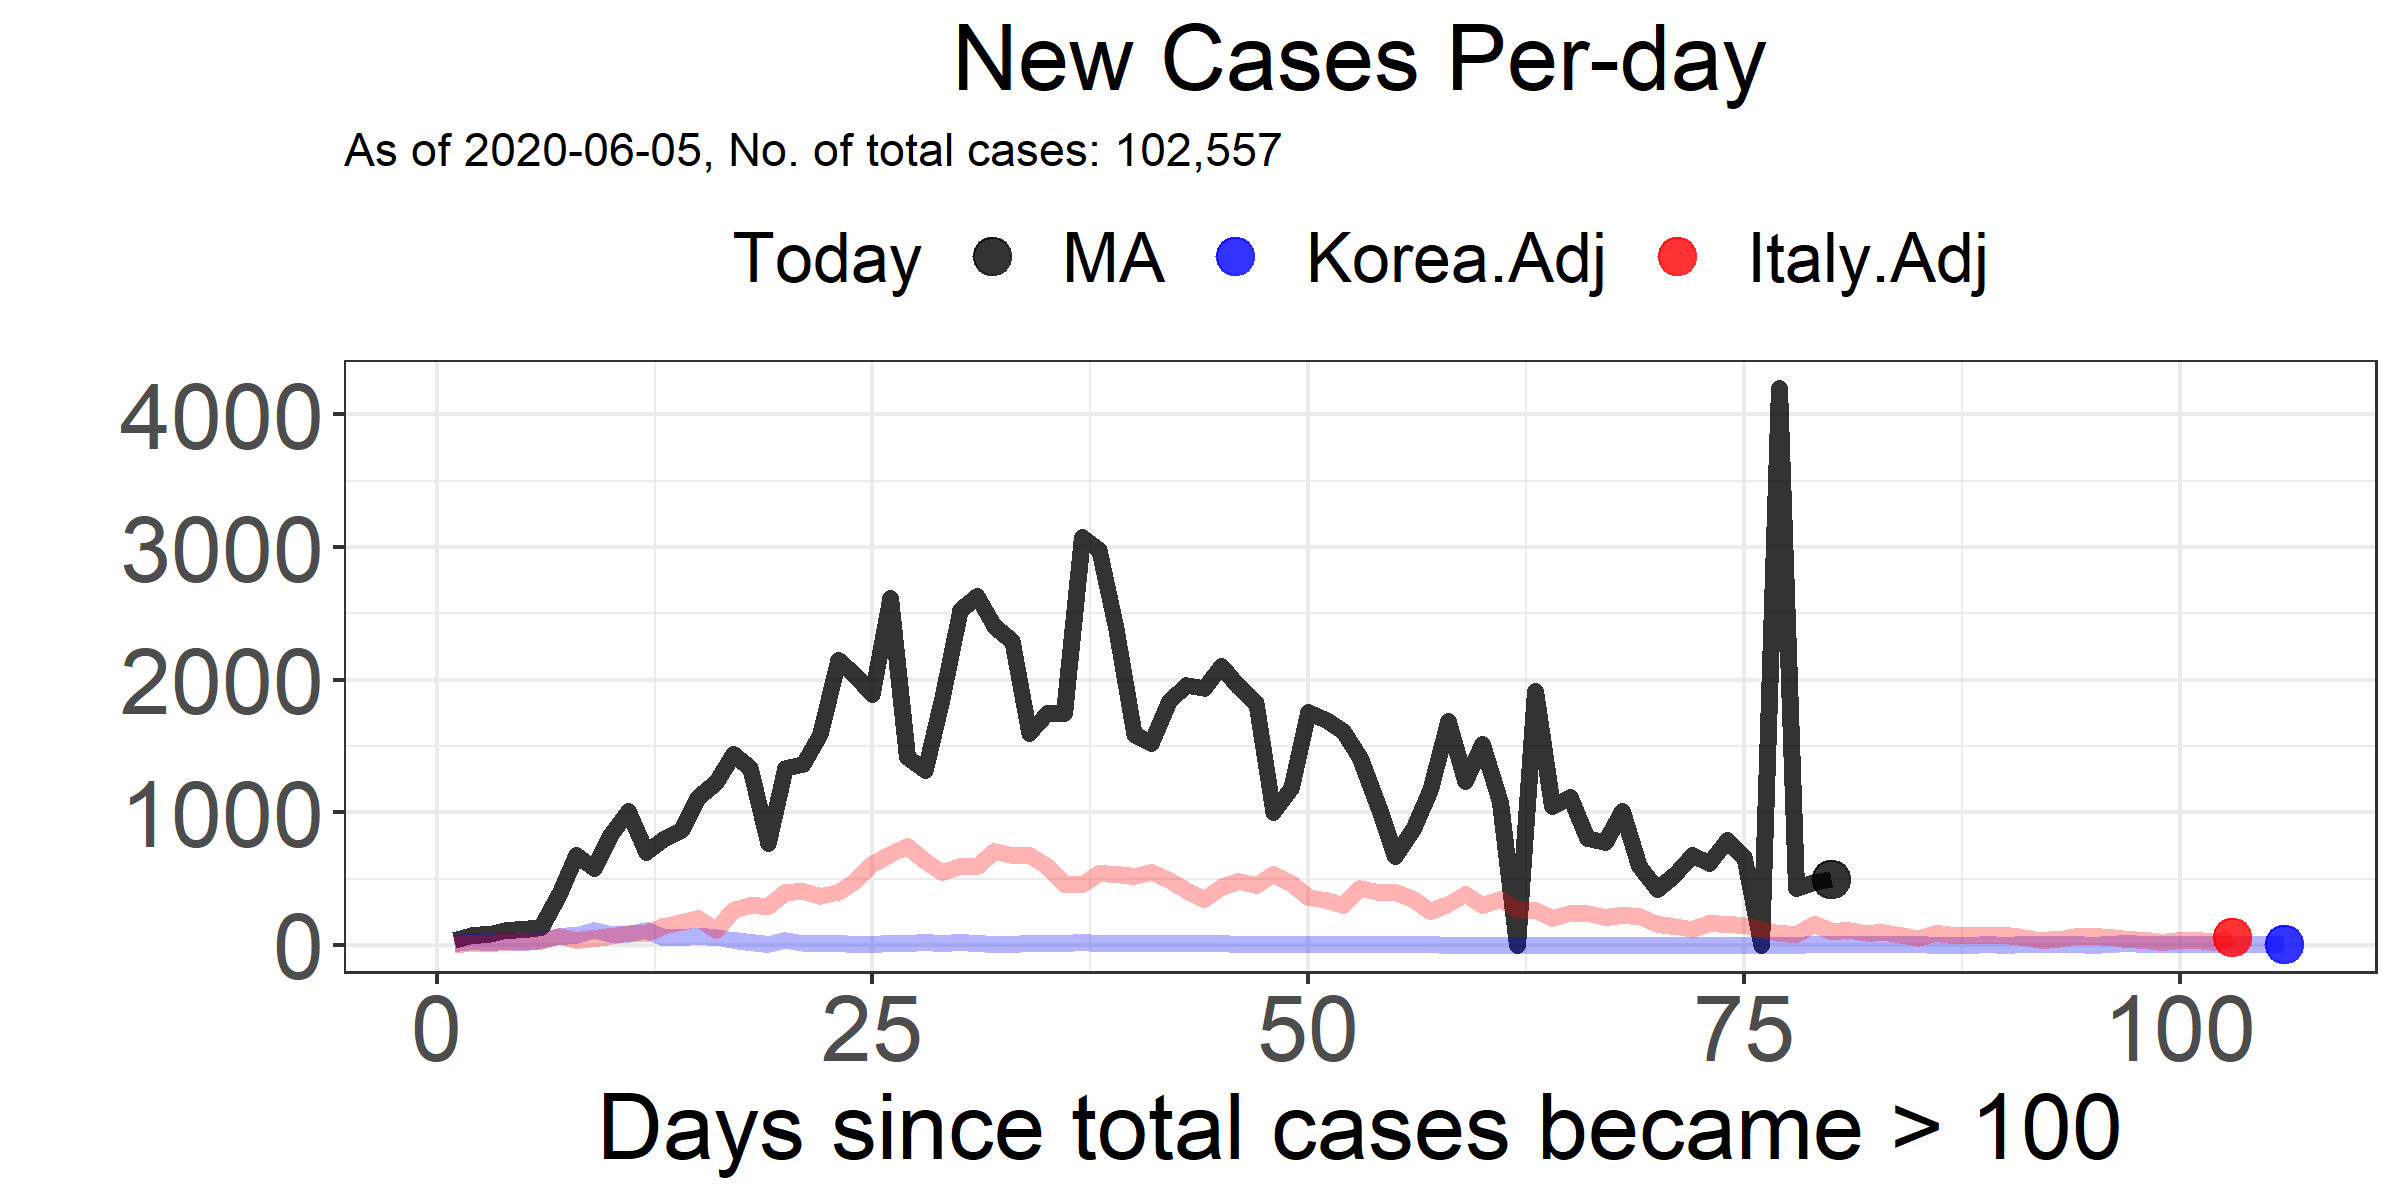 New Cases Per-day
As of 2020-06-05, No. of total cases: 102,557
Today MA Korea.Adj Italy.Adj
4000
3000
2000
1000
0
0 25 50 75 100
Days since total cases became > 100